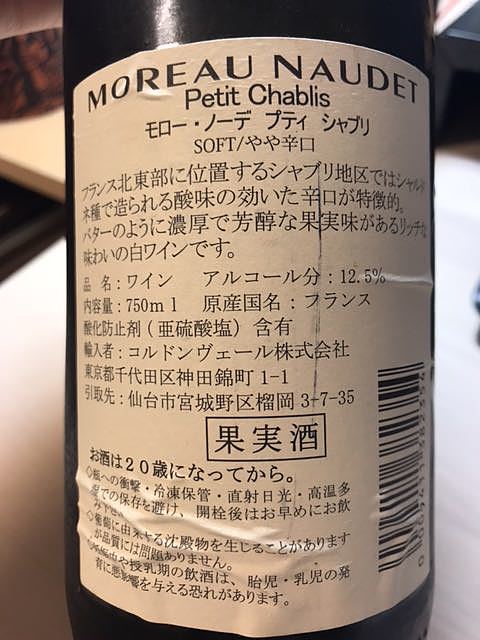 MOREAU NAUDET
Petit Chablis
モロー・ノーデ プティ シャブリ
SOFT/やや辛口
フランス北東部に位置するシャブリ地区ではシャルド
ネ種で造られる酸味の効いた辛口が特徴的。
バターのように濃厚で芳醇な果実味があるリッチな
味わいの白ワインです。
品 名：ワイン アルコール分：12.5%
内容量：750ml 原産国名：フランス
酸化防止剤(亜硫酸塩)含有
輸入者：コルドンヴェール株式会社
東京都千代田区神田錦町1-1
引取先：仙台市宮城野区榴岡3-7-35
果実酒
お酒は20歳になってから。
◇瓶への衝撃・冷凍保管・直射日光・高温多
での保存を避け、開栓後はお早めにお飲
み下さい
◇葡萄に由来する沈殿物を生じることがあります
が品質には問題ありません。
や授乳期の飲酒は、胎児・乳児の発
育に悪影響を与える恐れがあります。